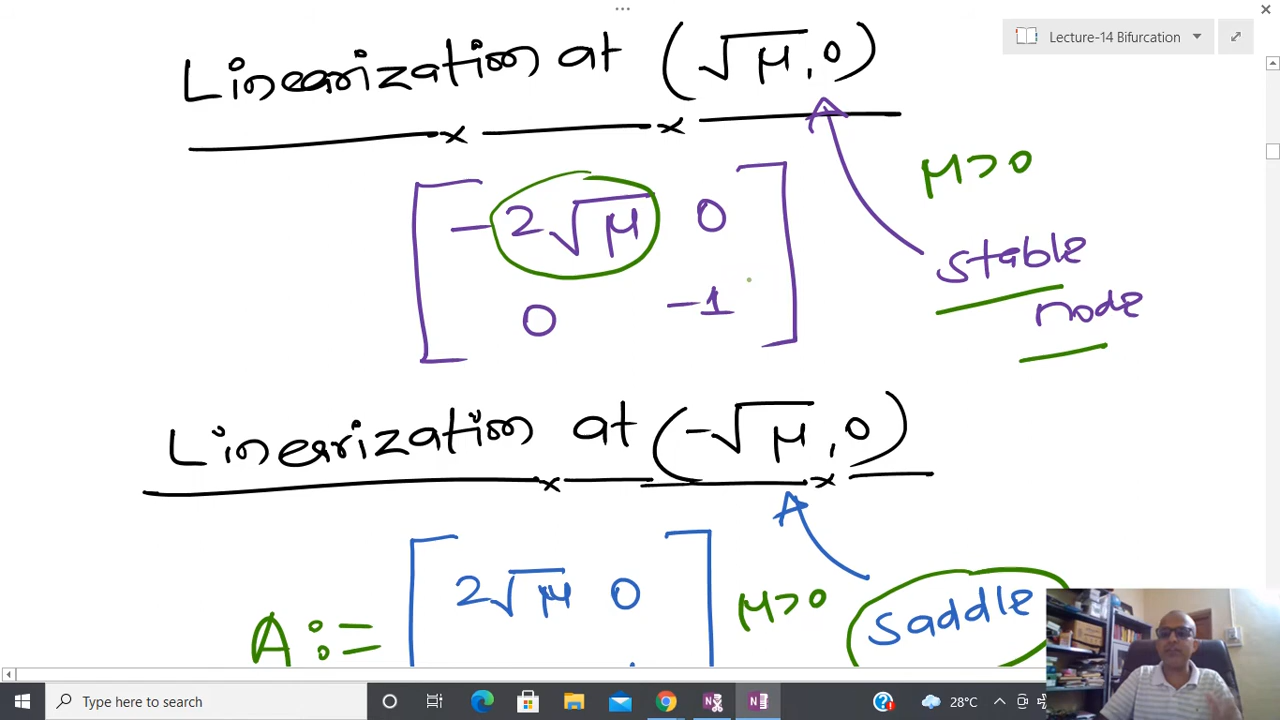 Lecture-14 Bifurcation
Linearization at (√μ, 0)
μ>0
[ -2√μ 0
0 -1 ]
stable
node
Linearization at (-√μ, 0)
A := [ 2√μ 0
μ>0
saddle
Type here to search
28°C